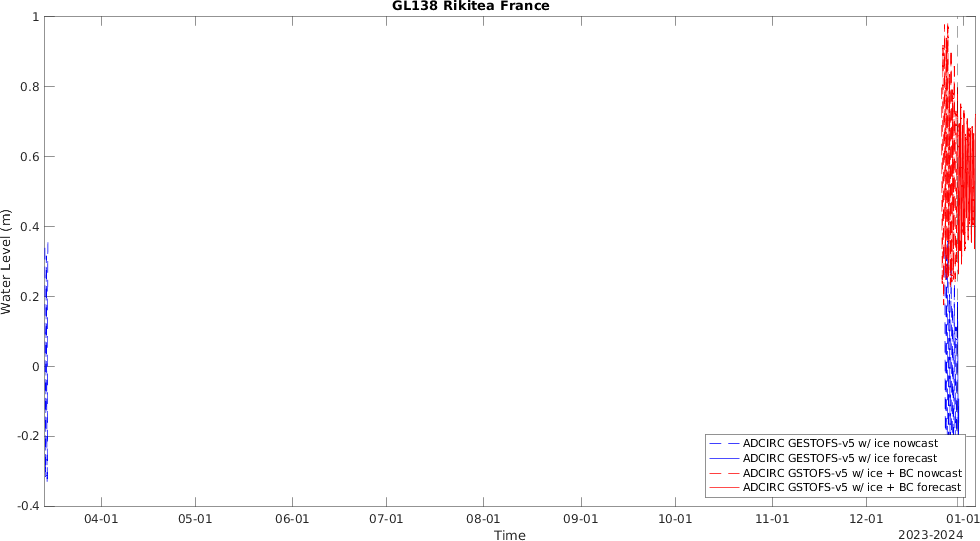 GL138 Rikitea France
1
0.8
0.6
0.4
0.2
0
-0.2
-0.4
Water Level (m)
04-01 05-01 06-01 07-01 08-01 09-01 10-01 11-01 12-01 01-01
Time
2023-2024
ADCIRC GESTOFS-v5 w/ ice nowcast
ADCIRC GESTOFS-v5 w/ ice forecast
ADCIRC GSTOFS-v5 w/ ice + BC nowcast
ADCIRC GSTOFS-v5 w/ ice + BC forecast